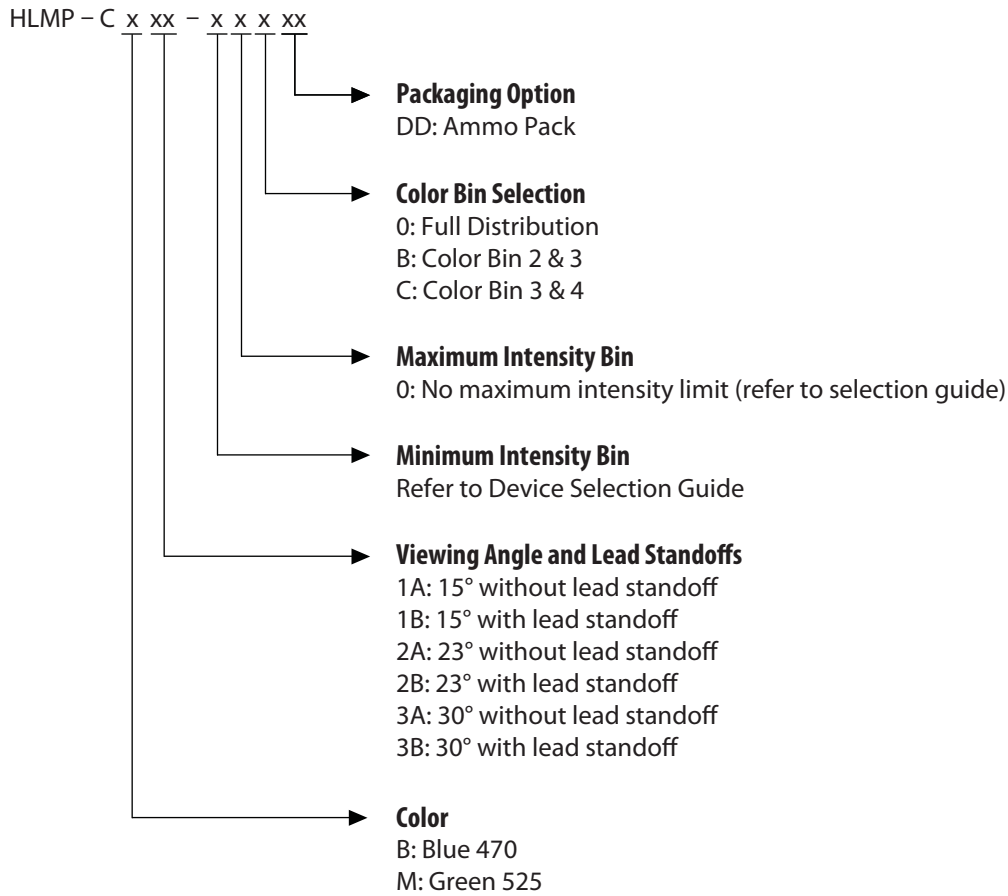 HLMP – C x xx – x x x xx
Packaging Option
DD: Ammo Pack
Color Bin Selection
0: Full Distribution
B: Color Bin 2 & 3
C: Color Bin 3 & 4
Maximum Intensity Bin
0: No maximum intensity limit (refer to selection guide)
Minimum Intensity Bin
Refer to Device Selection Guide
Viewing Angle and Lead Standoffs
1A: 15° without lead standoff
1B: 15° with lead standoff
2A: 23° without lead standoff
2B: 23° with lead standoff
3A: 30° without lead standoff
3B: 30° with lead standoff
Color
B: Blue 470
M: Green 525